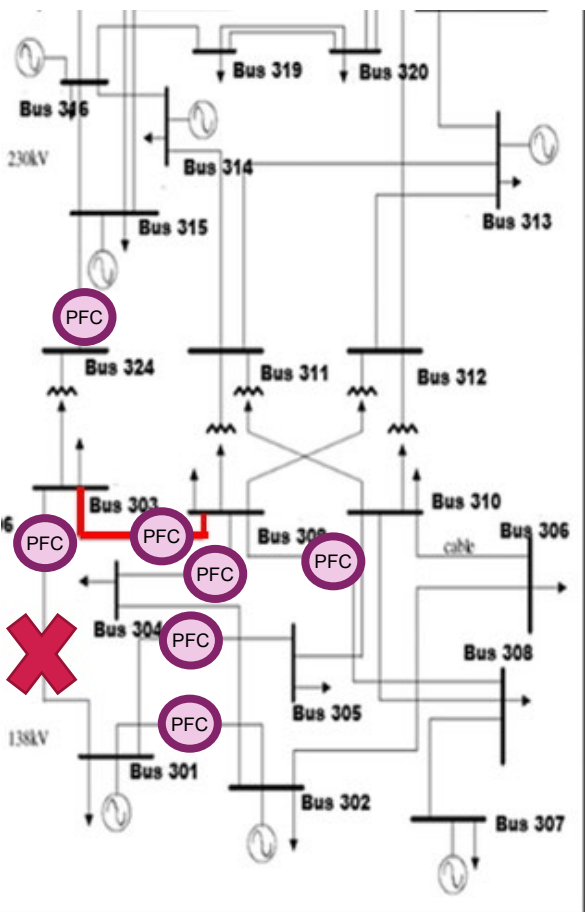 Bus 319
Bus 320
Bus 316
Bus 314
230kV
Bus 313
Bus 315
PFC
Bus 324
Bus 311
Bus 312
Bus 303
Bus 310
6
PFC
PFC
Bus 309
Bus 306
cable
PFC
PFC
Bus 304
PFC
Bus 308
Bus 305
PFC
138kV
Bus 301
Bus 302
Bus 307